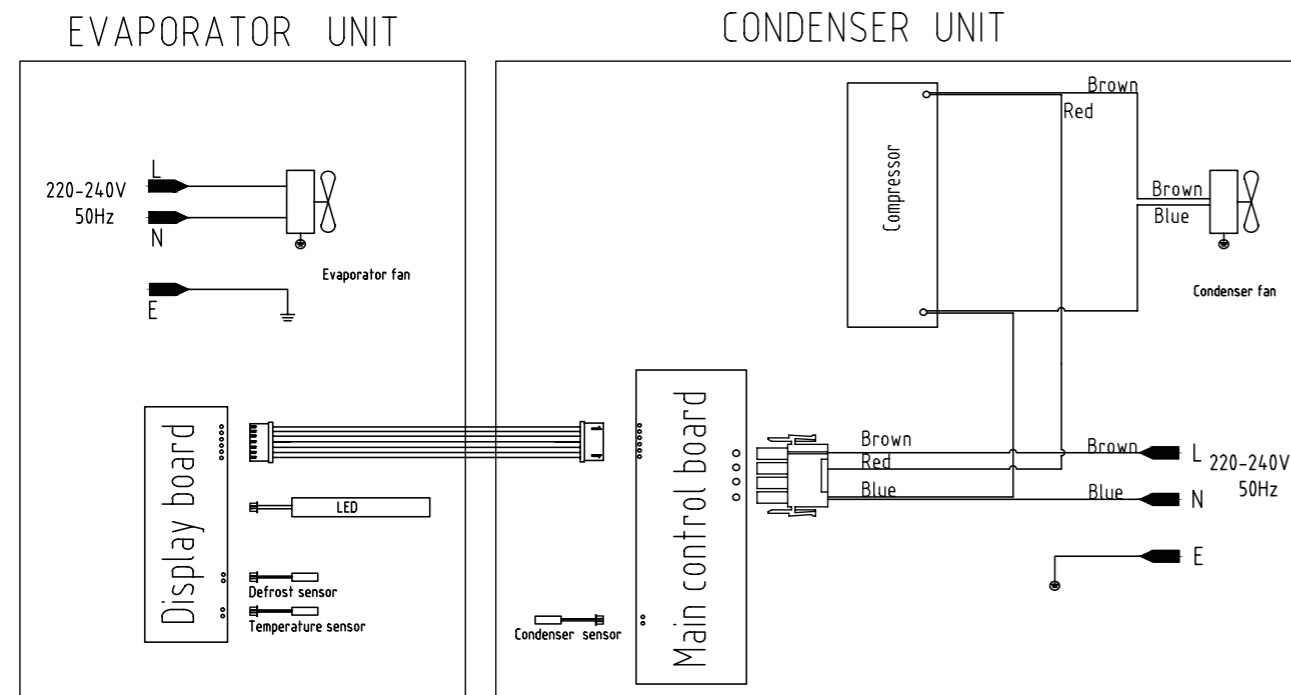 EVAPORATOR UNIT
L
220-240V
50Hz
N
E
Evaporator fan
Display board
LED
Defrost sensor
Temperature sensor
CONDENSER UNIT
Compressor
Brown
Red
Brown
Blue
Condenser fan
Main control board
Condenser sensor
Brown
Red
Blue
Brown
L
220-240V
50Hz
Blue
N
E